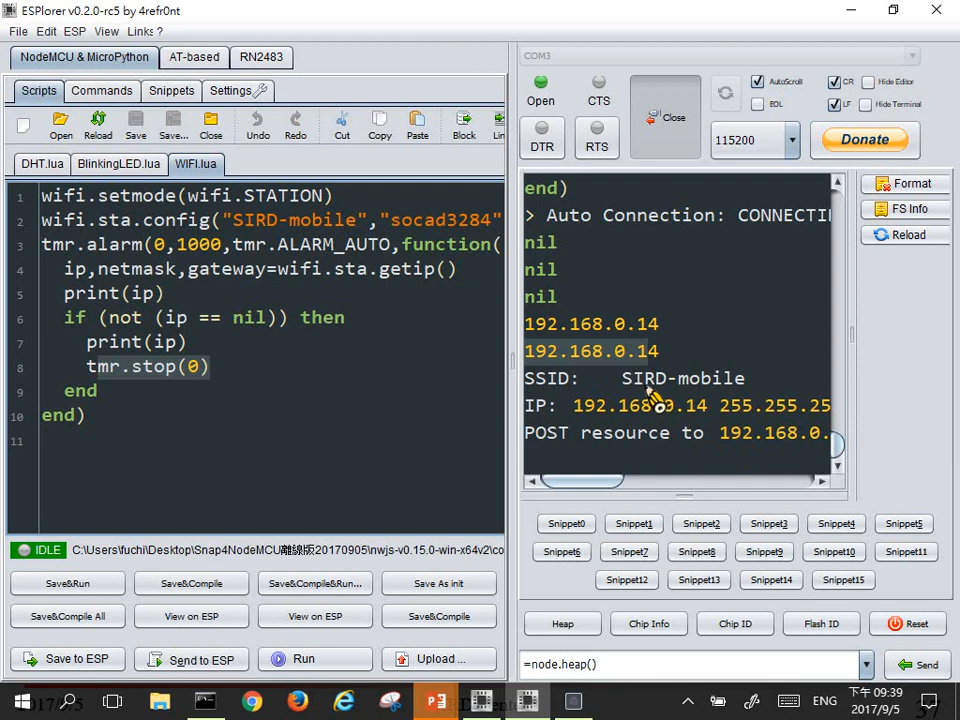 ESPlorer v0.2.0-rc5 by 4refr0nt
File Edit ESP View Links ?
NodeMCU & MicroPython AT-based RN2483
Scripts Commands Snippets Settings
Open Reload Save Save... Close Undo Redo Cut Copy Paste Block Lin
DHT.lua BlinkingLED.lua WIFI.lua
1 wifi.setmode(wifi.STATION)
2 wifi.sta.config("SIRD-mobile","socad3284"
3 tmr.alarm(0,1000,tmr.ALARM_AUTO,function(
4 ip,netmask,gateway=wifi.sta.getip()
5 print(ip)
6 if (not (ip == nil)) then
7 print(ip)
8 tmr.stop(0)
9 end
10 end)
11
IDLE C:\Users\fuchi\Desktop\Snap4NodeMCU離線版20170905\nwjs-v0.15.0-win-x64v2\co
Save&Run Save&Compile Save&Compile&Run... Save As init
Save&Compile All View on ESP View on ESP Save&Compile
Save to ESP Send to ESP Run Upload ...
COM3
Open CTS Close AutoScroll CR Hide Editor
EOL LF Hide Terminal
DTR RTS 115200 Donate
end)
> Auto Connection: CONNECTI
nil
nil
nil
192.168.0.14
192.168.0.14
SSID: SIRD-mobile
IP: 192.168.0.14 255.255.25
POST resource to 192.168.0.
Format
FS Info
Reload
Snippet0 Snippet1 Snippet2 Snippet3 Snippet4 Snippet5
Snippet6 Snippet7 Snippet8 Snippet9 Snippet10 Snippet11
Snippet12 Snippet13 Snippet14 Snippet15
Heap Chip Info Chip ID Flash ID Reset
=node.heap() Send
ENG 下午 09:39
2017/9/5
2017/9/5
37